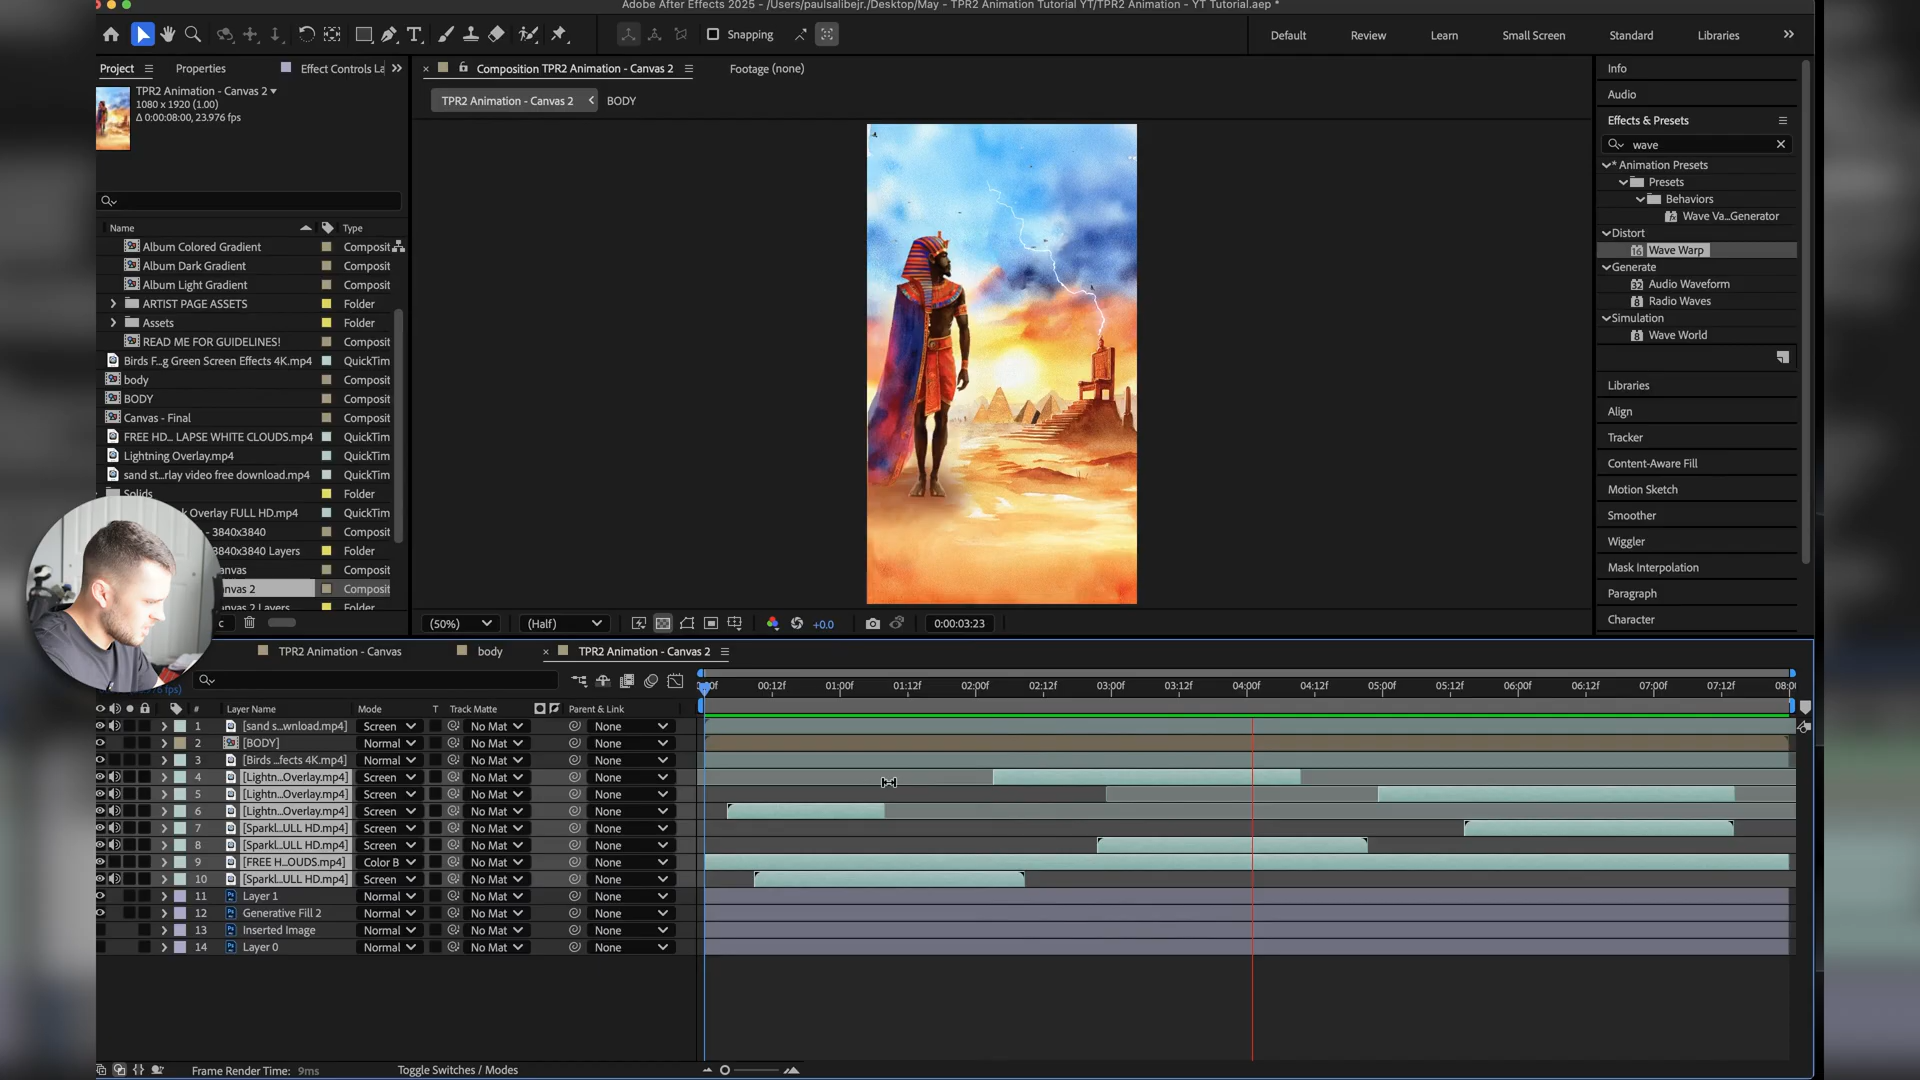 Adobe After Effects 2025 - /Users/paulsalibejr./Desktop/May - TPR2 Animation Tutorial YT/TPR2 Animation - YT Tutorial.aep *
Snapping
Default Review Learn Small Screen Standard Libraries
Project Properties Effect Controls La
Composition TPR2 Animation - Canvas 2 Footage (none)
TPR2 Animation - Canvas 2 BODY
TPR2 Animation - Canvas 2
1080 x 1920 (1.00)
Δ 0:00:08:00, 23.976 fps
Name Type
Album Colored Gradient Composit
Album Dark Gradient Composit
Album Light Gradient Composit
ARTIST PAGE ASSETS Folder
Assets Folder
READ ME FOR GUIDELINES! Composit
Birds F...g Green Screen Effects 4K.mp4 QuickTim
body Composit
BODY Composit
Canvas - Final Composit
FREE HD... LAPSE WHITE CLOUDS.mp4 QuickTim
Lightning Overlay.mp4 QuickTim
sand st...rlay video free download.mp4 QuickTim
Solids Folder
k Overlay FULL HD.mp4 QuickTim
- 3840x3840 Composit
3840x3840 Layers Folder
anvas Composit
anvas 2 Composit
anvas 2 Layers Folder
c
(50%) (Half) +0.0 0:00:03:23
Info
Audio
Effects & Presets
wave
* Animation Presets
Presets
Behaviors
Wave Va...Generator
Distort
Wave Warp
Generate
Audio Waveform
Radio Waves
Simulation
Wave World
Libraries
Align
Tracker
Content-Aware Fill
Motion Sketch
Smoother
Wiggler
Mask Interpolation
Paragraph
Character
TPR2 Animation - Canvas body TPR2 Animation - Canvas 2
00:12f 01:00f 01:12f 02:00f 02:12f 03:00f 03:12f 04:00f 04:12f 05:00f 05:12f 06:00f 06:12f 07:00f 07:12f 08:0
# Layer Name Mode T Track Matte Parent & Link
1 [sand s...wnload.mp4] Screen No Mat None
2 [BODY] Normal No Mat None
3 [Birds ...fects 4K.mp4] Normal No Mat None
4 [Lightn...Overlay.mp4] Screen No Mat None
5 [Lightn...Overlay.mp4] Screen No Mat None
6 [Lightn...Overlay.mp4] Screen No Mat None
7 [Sparkl...ULL HD.mp4] Screen No Mat None
8 [Sparkl...ULL HD.mp4] Screen No Mat None
9 [FREE H...OUDS.mp4] Color B No Mat None
10 [Sparkl...ULL HD.mp4] Screen No Mat None
11 Layer 1 Normal No Mat None
12 Generative Fill 2 Normal No Mat None
13 Inserted Image Normal No Mat None
14 Layer 0 Normal No Mat None
Frame Render Time: 9ms Toggle Switches / Modes